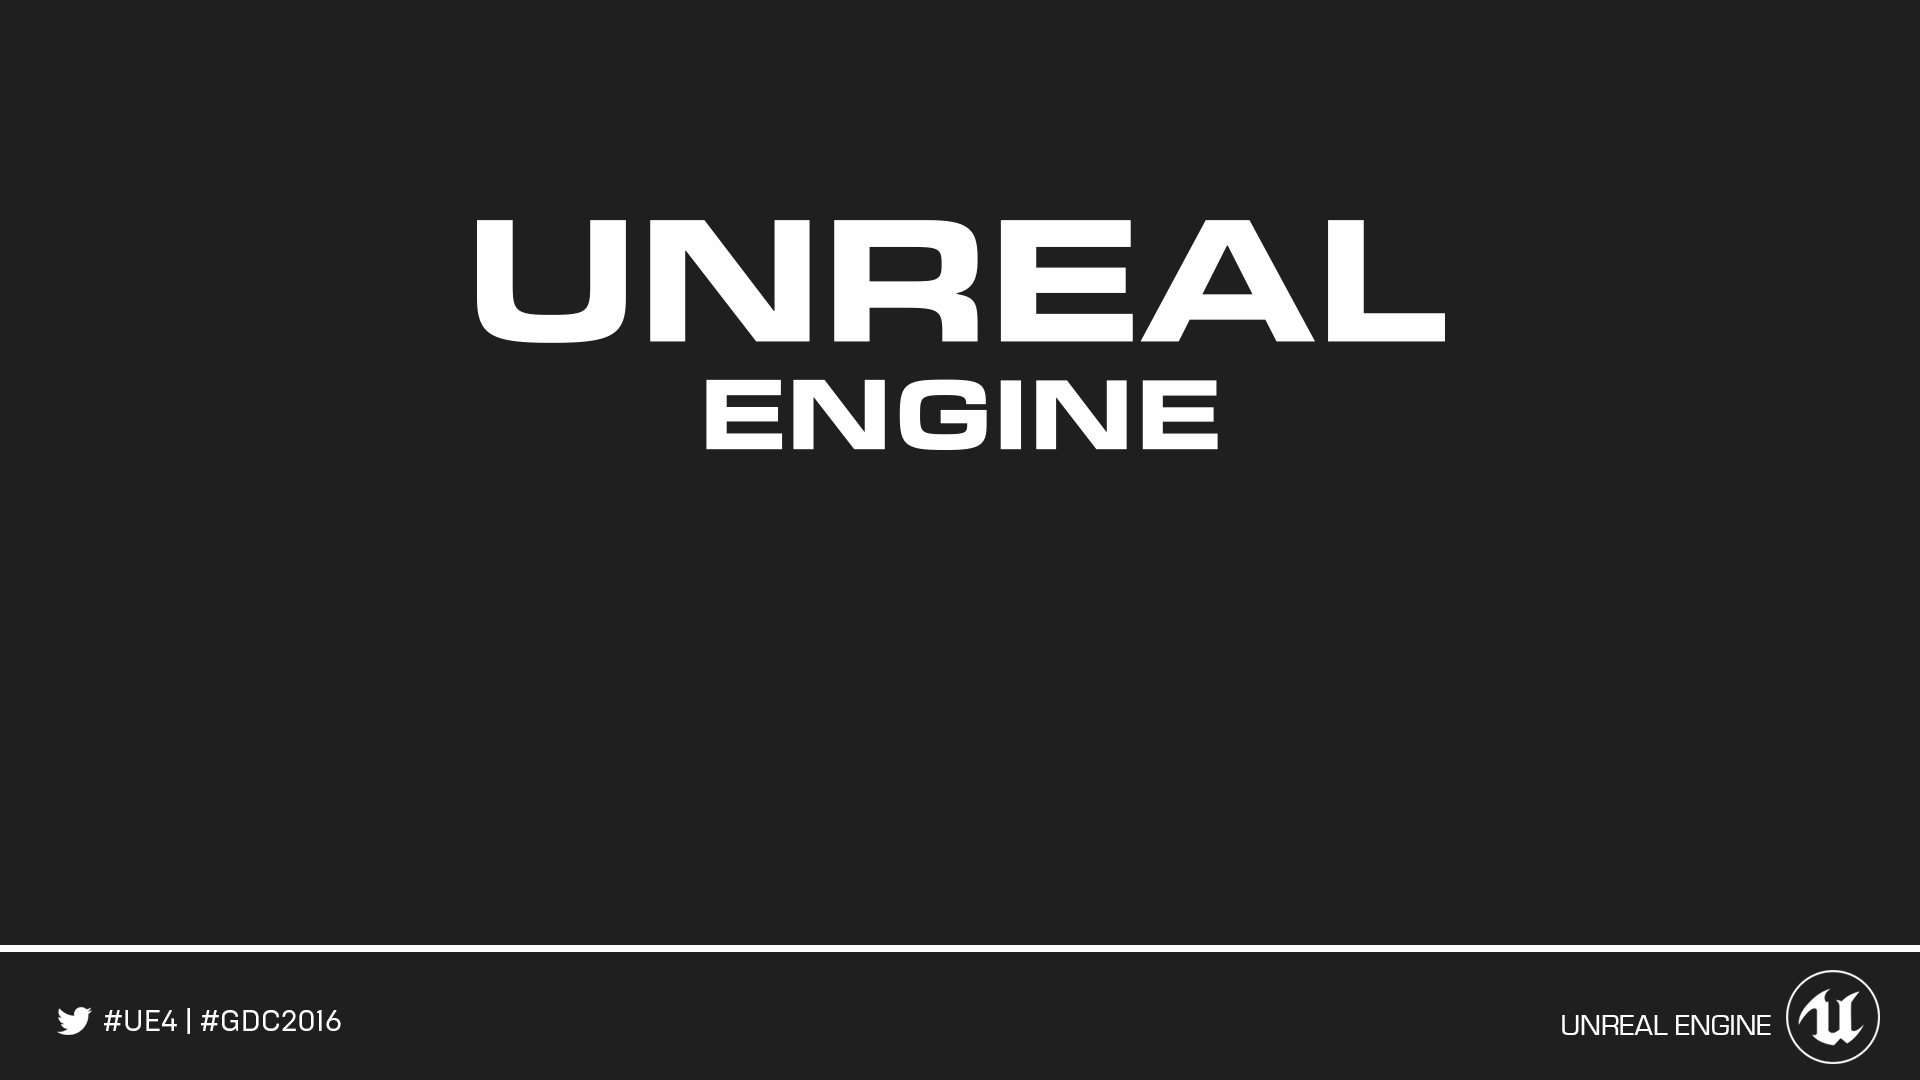 UNREAL
ENGINE
#UE4 | #GDC2016
UNREAL ENGINE